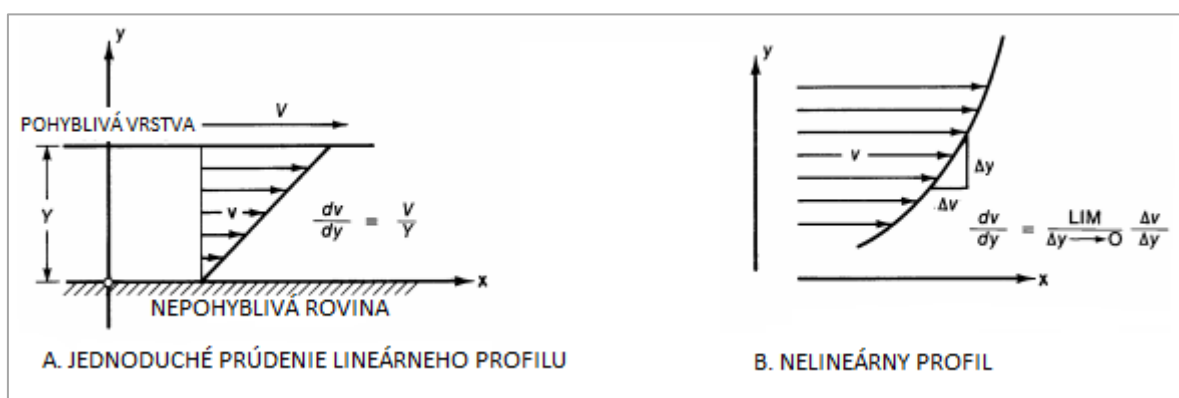 y
V
POHYBLIVÁ VRSTVA
Y
v
dv/dy = V/Y
x
NEPOHYBLIVÁ ROVINA
A. JEDNODUCHÉ PRÚDENIE LINEÁRNEHO PROFILU
y
v
Δy
Δv
dv/dy = LIM Δy→O Δv/Δy
x
B. NELINEÁRNY PROFIL